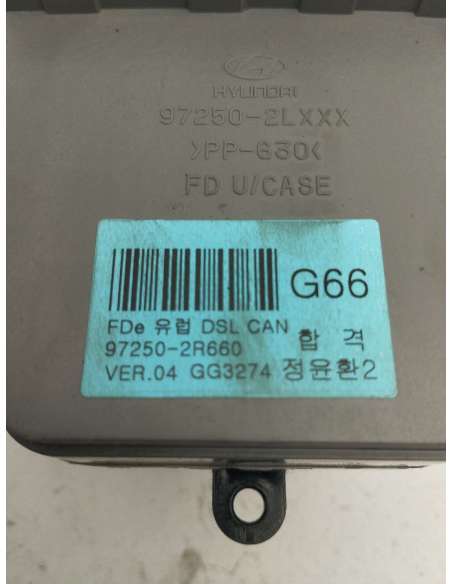 HYUNDAI
97250-2LXXX
>PP-G30<
FD U/CASE
G66
FDe 유럽 DSL CAN
97250-2R660 합격
VER.04 GG3274 정윤환2